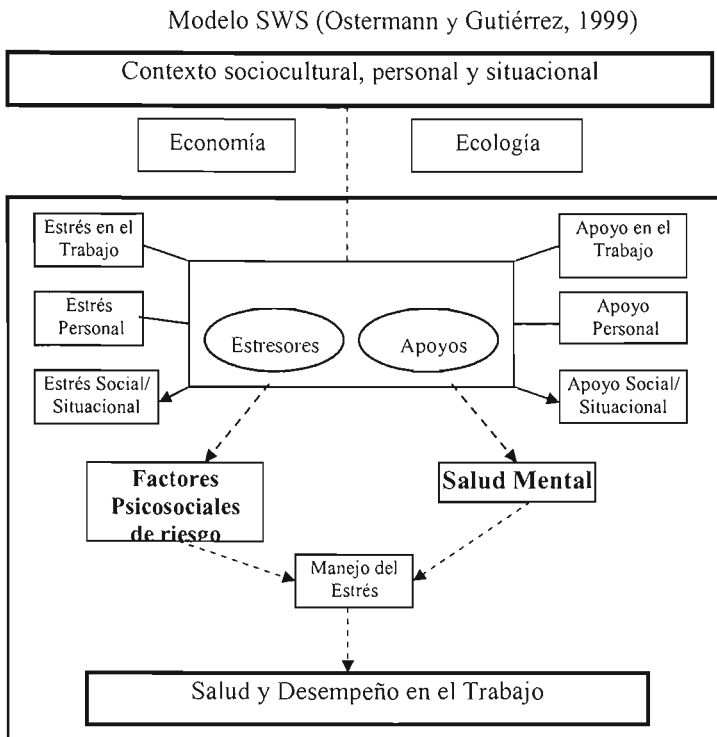 Modelo SWS (Ostermann y Gutiérrez, 1999)
Contexto sociocultural, personal y situacional
Economía
Ecología
Estrés en el
Trabajo
Apoyo en el
Trabajo
Estrés
Personal
Estresores
Apoyos
Apoyo
Personal
Estrés Social/
Situacional
Apoyo Social/
Situacional
Factores
Psicosociales
de riesgo
Salud Mental
Manejo del
Estrés
Salud y Desempeño en el Trabajo